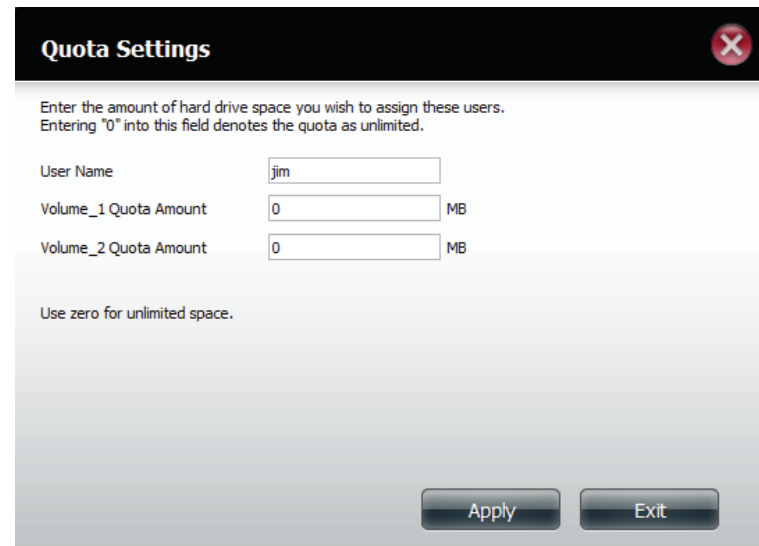 Quota Settings
Enter the amount of hard drive space you wish to assign these users.
Entering "0" into this field denotes the quota as unlimited.
User Name jim
Volume_1 Quota Amount 0 MB
Volume_2 Quota Amount 0 MB
Use zero for unlimited space.
Apply Exit